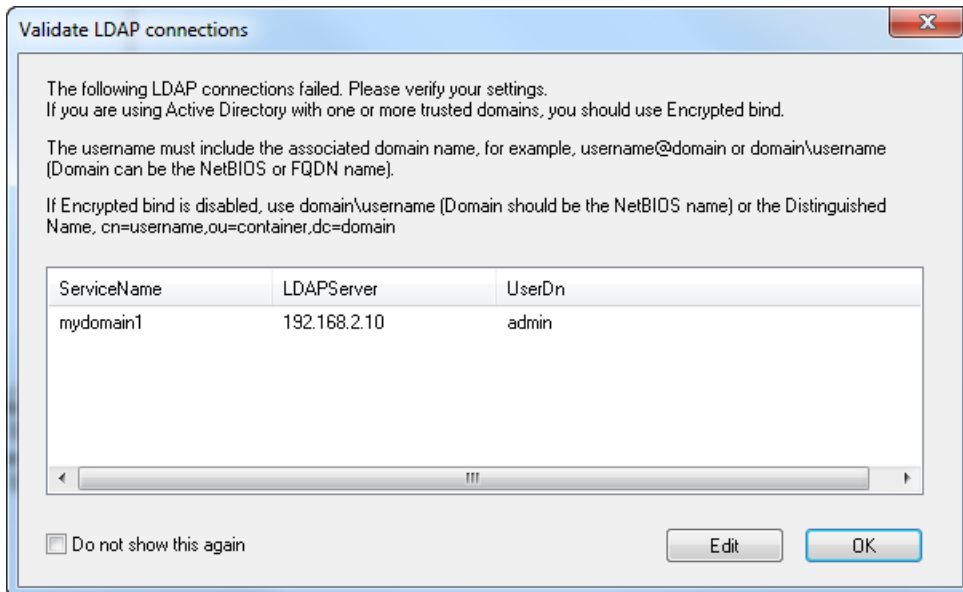 Validate LDAP connections
The following LDAP connections failed. Please verify your settings.
If you are using Active Directory with one or more trusted domains, you should use Encrypted bind.
The username must include the associated domain name, for example, username@domain or domain\username
(Domain can be the NetBIOS or FQDN name).
If Encrypted bind is disabled, use domain\username (Domain should be the NetBIOS name) or the Distinguished
Name, cn=username,ou=container,dc=domain
ServiceName LDAPServer UserDn
mydomain1 192.168.2.10 admin
Do not show this again Edit OK